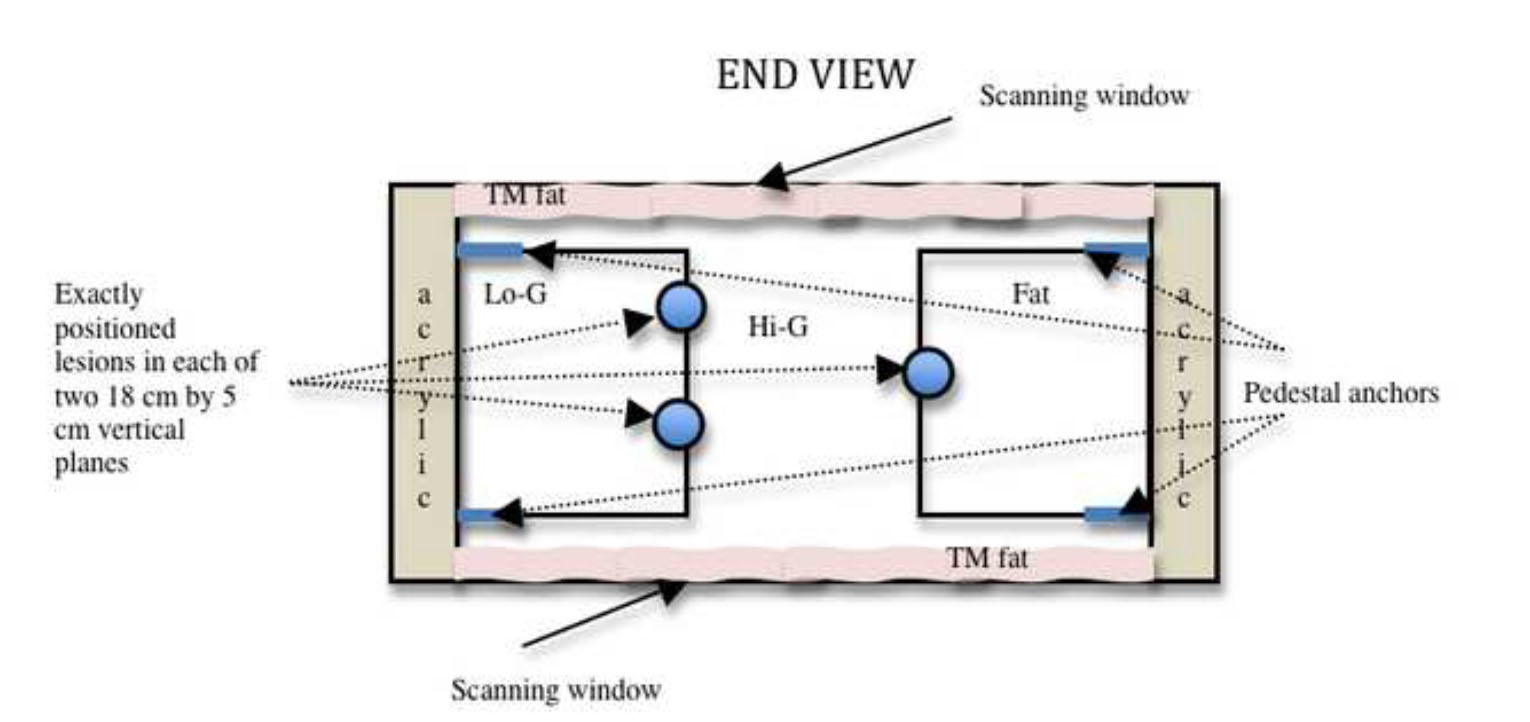 END VIEW
Scanning window
TM fat
Exactly
positioned
lesions in each of
two 18 cm by 5
cm vertical
planes
a
c
r
y
l
i
c
Lo-G
Hi-G
Fat
a
c
r
y
l
i
c
Pedestal anchors
TM fat
Scanning window